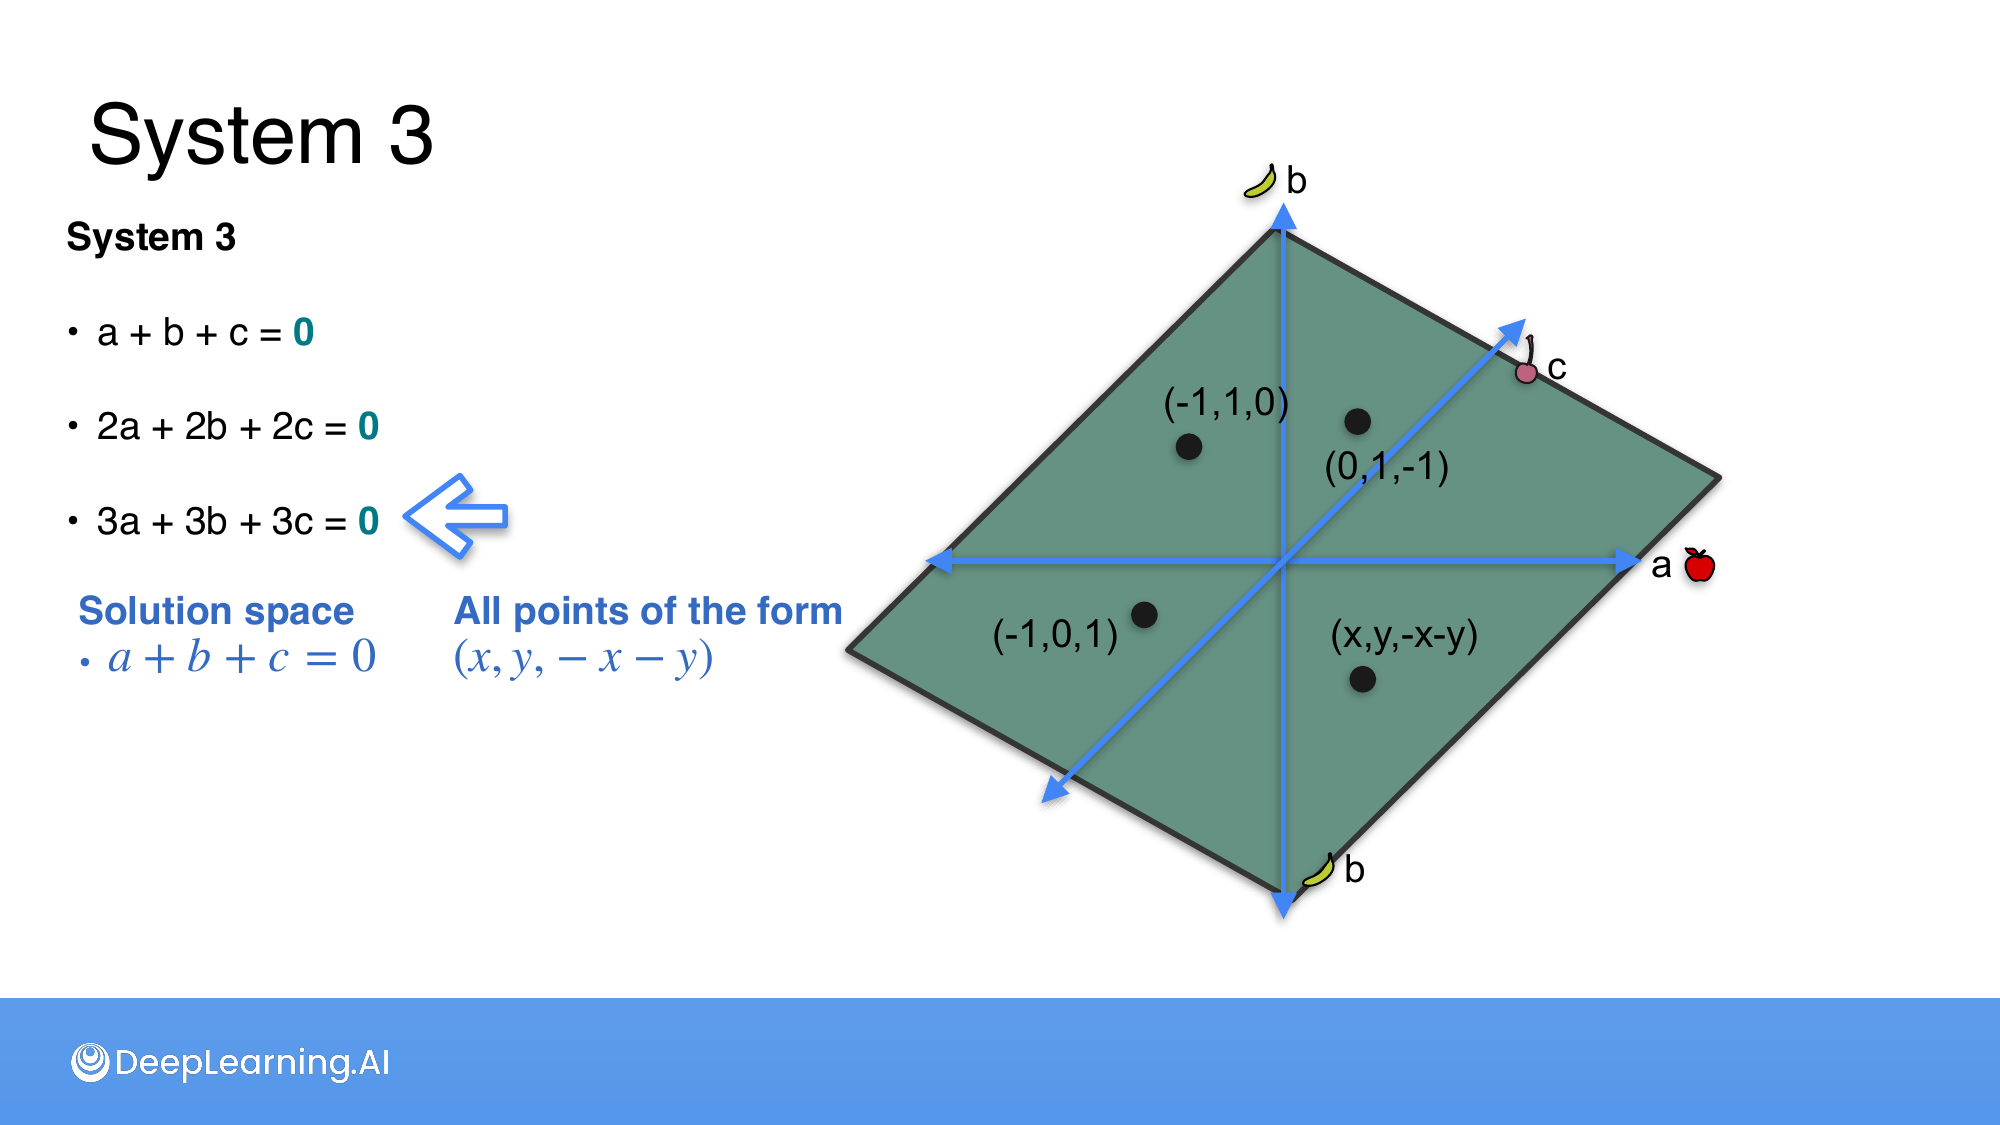 System 3
System 3
• a + b + c = 0
• 2a + 2b + 2c = 0
• 3a + 3b + 3c = 0
Solution space
• a + b + c = 0
All points of the form
(x, y, − x − y)
b
c
(-1,1,0)
(0,1,-1)
a
(-1,0,1)
(x,y,-x-y)
b
DeepLearning.AI